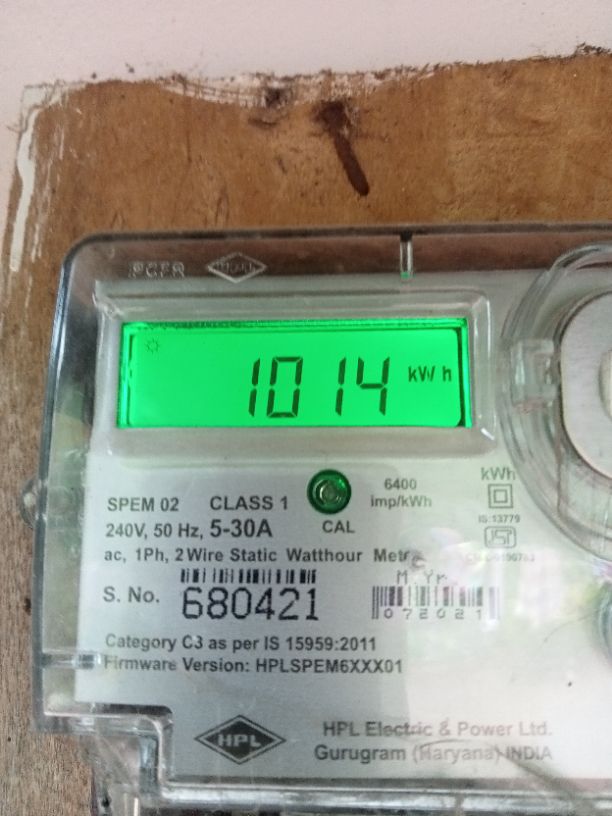 1014 kWh
SPEM 02 CLASS 1
6400 imp/kWh
240V, 50 Hz, 5-30A
CAL
kWh
IS:13779
ac, 1Ph, 2 Wire Static Watthour
M.Yr.
S. No. 680421
072021
Category C3 as per IS 15959:2011
Firmware Version: HPLSPEM6XXX01
HPL
HPL Electric & Power Ltd.
Gurugram (Haryana) INDIA